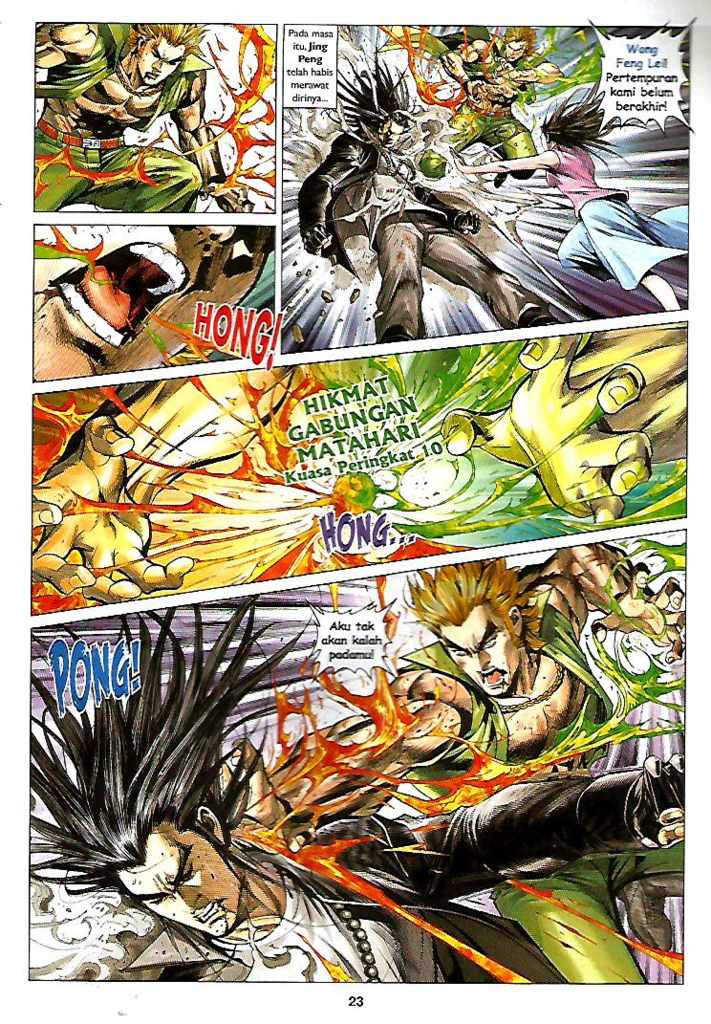 Pada masa
itu, Jing
Peng
telah habis
merawat
dirinya...
Wong
Feng Lei!
Pertempuran
kami belum
berakhir!
HONG!
HIKMAT
GABUNGAN
MATAHARI
Kuasa Peringkat 10
HONG...
Aku tak
akan kalah
padamu!
PONG!
23